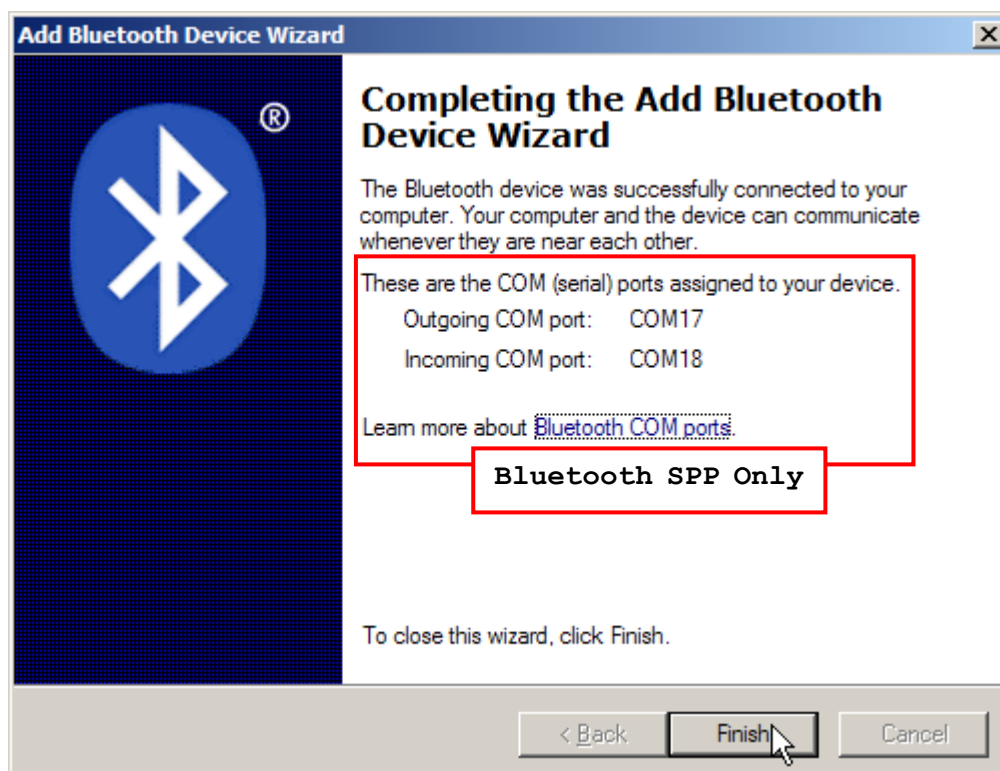 Add Bluetooth Device Wizard
®
Completing the Add Bluetooth
Device Wizard
The Bluetooth device was successfully connected to your
computer. Your computer and the device can communicate
whenever they are near each other.
These are the COM (serial) ports assigned to your device.
Outgoing COM port: COM17
Incoming COM port: COM18
Learn more about Bluetooth COM ports.
Bluetooth SPP Only
To close this wizard, click Finish.
< Back Finish Cancel